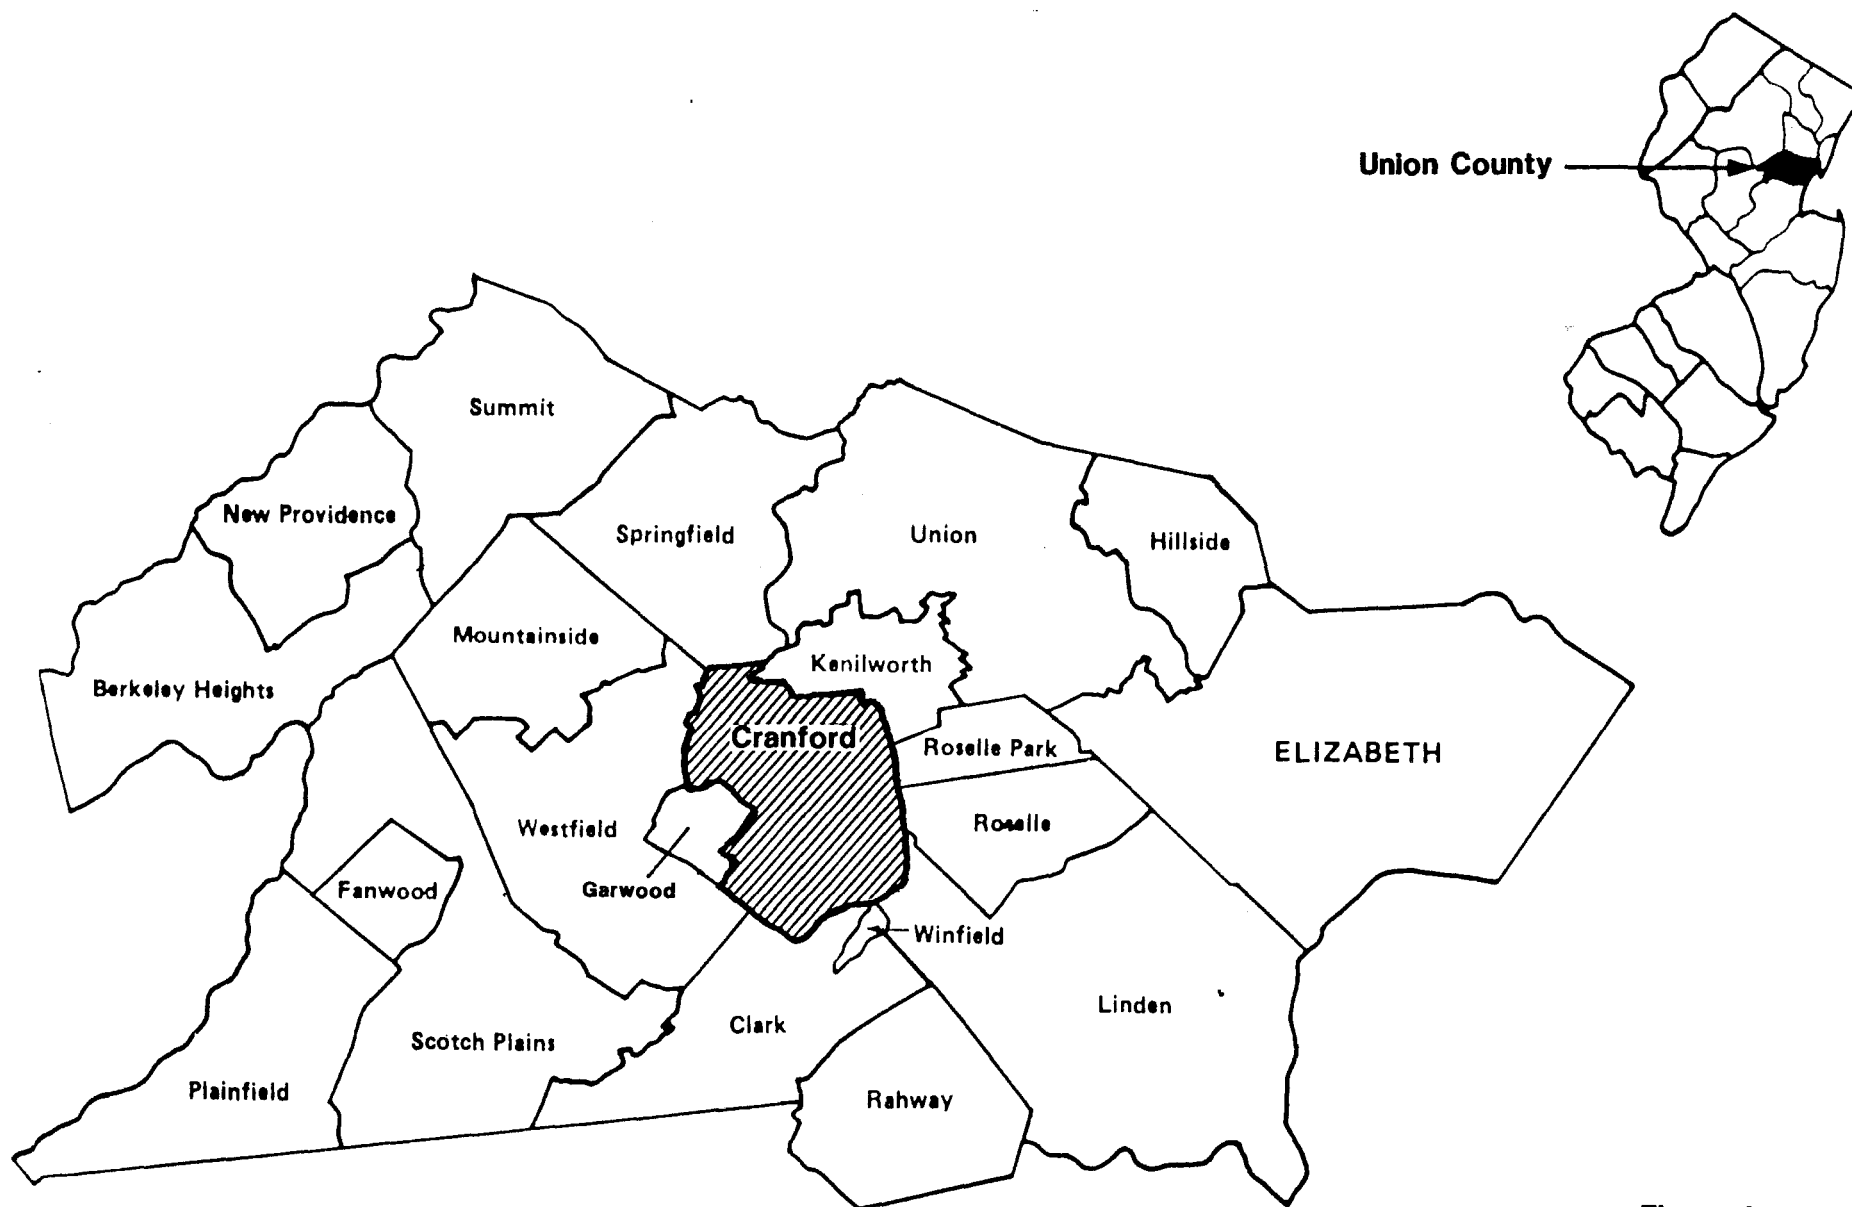 Union County
Summit
New Providence
Springfield
Union
Hillside
Mountainside
Kenilworth
Berkeley Heights
Cranford
Roselle Park
ELIZABETH
Westfield
Roselle
Garwood
Fanwood
Winfield
Linden
Clark
Scotch Plains
Plainfield
Rahway